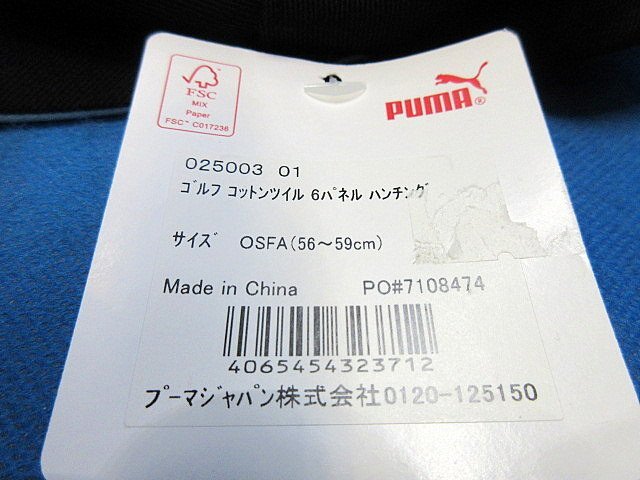 FSC
MIX
Paper
FSC™ C017238
PUMA®
025003 01
ゴルフ コットンツイル 6パネル ハンチング
サイズ OSFA(56～59cm)
Made in China PO#7108474
4065454323712
プーマジャパン株式会社0120-125150